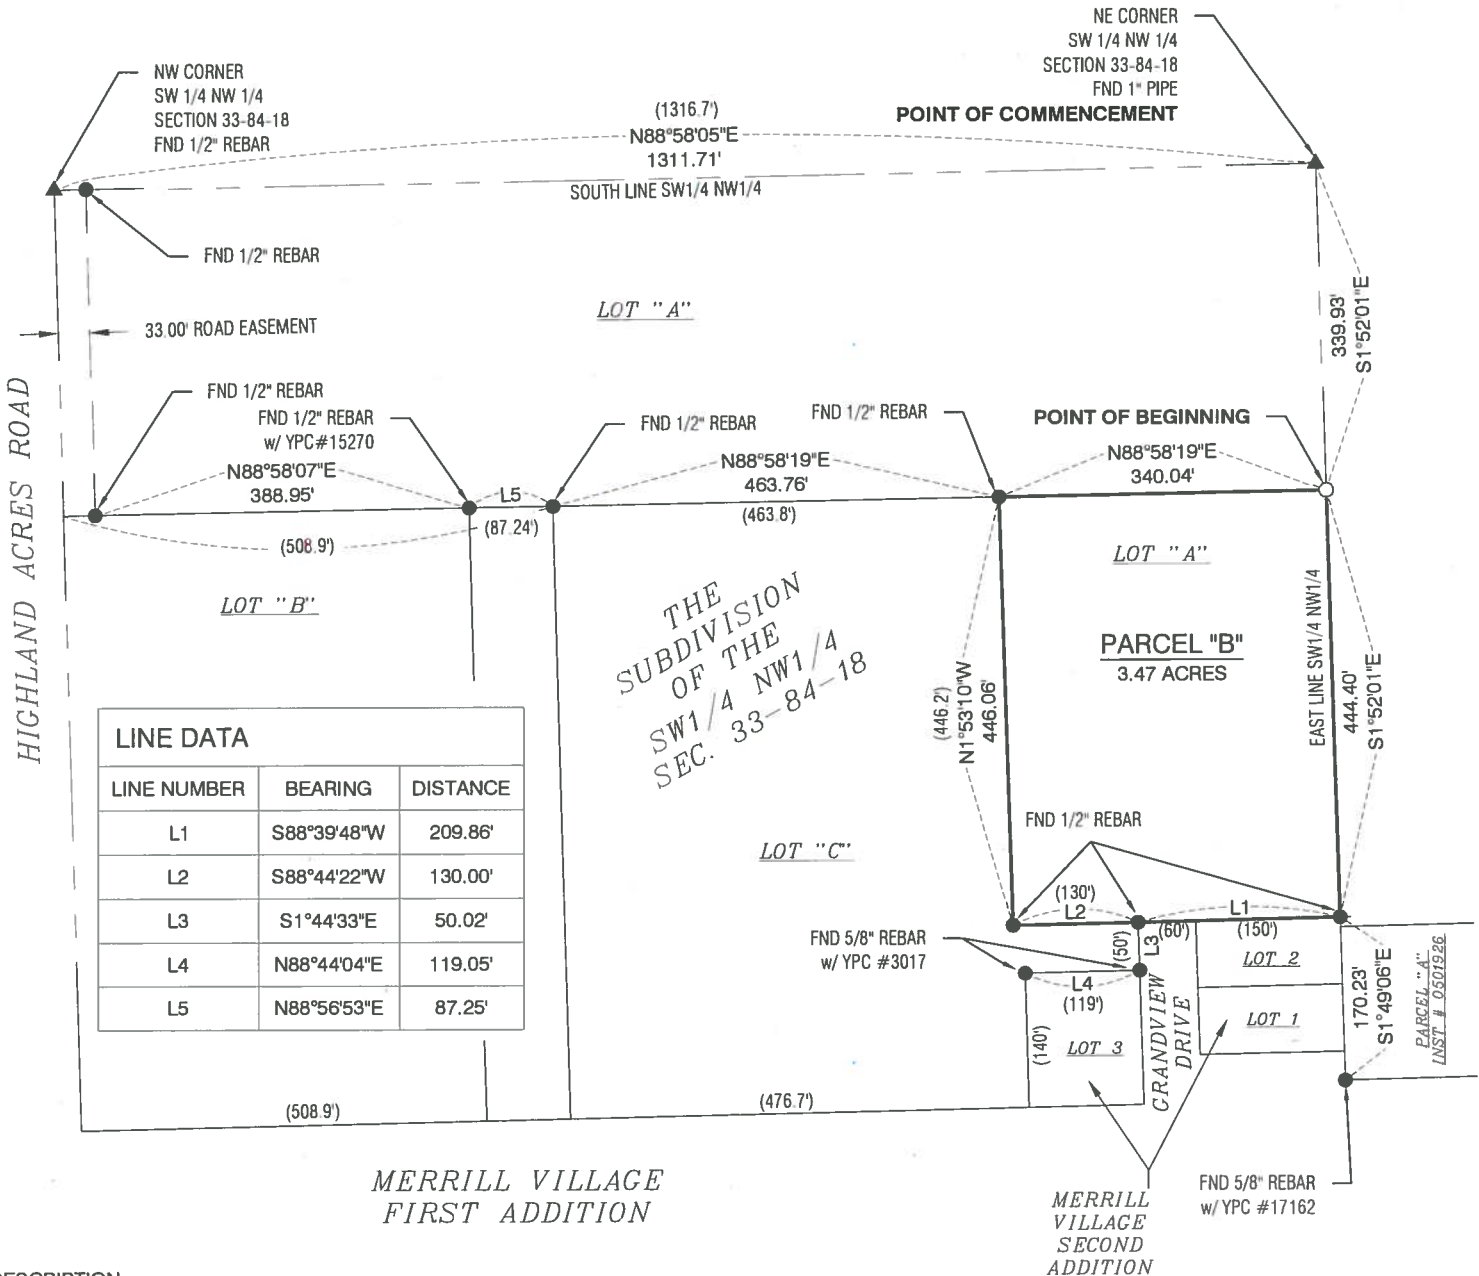 NW CORNER
SW 1/4 NW 1/4
SECTION 33-84-18
FND 1/2" REBAR
(1316.7')
N88°58'05"E
1311.71'
SOUTH LINE SW1/4 NW1/4
NE CORNER
SW 1/4 NW 1/4
SECTION 33-84-18
FND 1" PIPE
POINT OF COMMENCEMENT
FND 1/2" REBAR
LOT "A"
33.00' ROAD EASEMENT
339.93'
S1°52'01"E
HIGHLAND ACRES ROAD
FND 1/2" REBAR
FND 1/2" REBAR
w/ YPC#15270
FND 1/2" REBAR
FND 1/2" REBAR
POINT OF BEGINNING
N88°58'07"E
388.95'
L5
(87.24')
N88°58'19"E
463.76'
(463.8')
N88°58'19"E
340.04'
(508.9')
LOT "B"
THE
SUBDIVISION
OF THE
SW1/4 NW1/4
SEC. 33-84-18
LOT "A"
PARCEL "B"
3.47 ACRES
(446.2')
N1°53'10"W
446.06'
EAST LINE SW1/4 NW1/4
444.40'
S1°52'01"E
LINE DATA
LINE NUMBER BEARING DISTANCE
L1 S88°39'48"W 209.86'
L2 S88°44'22"W 130.00'
L3 S1°44'33"E 50.02'
L4 N88°44'04"E 119.05'
L5 N88°56'53"E 87.25'
LOT "C"
FND 1/2" REBAR
(130')
L2
L1
(60')
(150')
(50')
L3
FND 5/8" REBAR
w/ YPC #3017
L4
(119')
(140')
LOT 3
GRANDVIEW
DRIVE
LOT 2
LOT 1
170.23'
S1°49'06"E
PARCEL "A"
INST # 0501926
(508.9')
(476.7')
MERRILL VILLAGE
FIRST ADDITION
MERRILL
VILLAGE
SECOND
ADDITION
FND 5/8" REBAR
w/ YPC #17162
DESCRIPTION